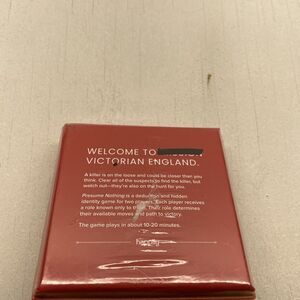 WELCOME TO
VICTORIAN ENGLAND.
A killer is on the loose and could be closer than you
think. Clear all of the suspects to find the killer, but
watch out—they're also on the hunt for you.
Presume Nothing is a deduction and hidden
identity game for two players. Each player receives
a role known only to them. Their role determines
their available moves and path to victory.
The game plays in about 10-20 minutes.